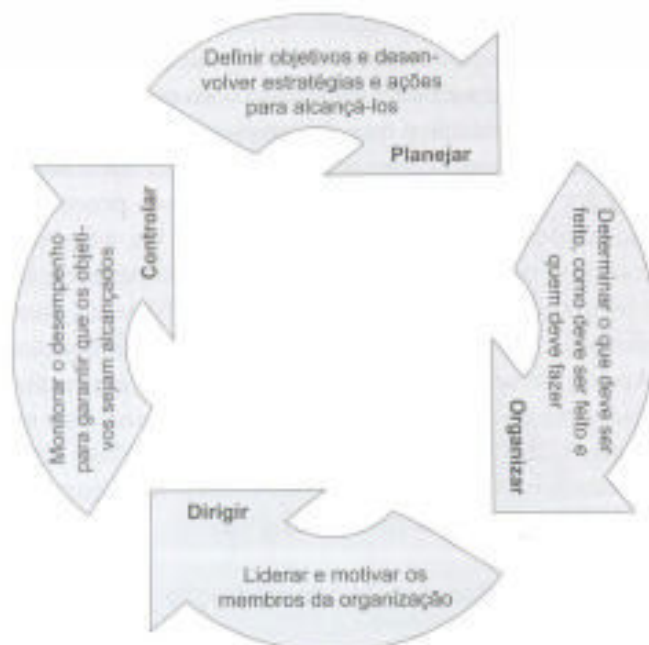 Definir objetivos e desen-
volver estratégias e ações
para alcançá-los
Planejar
Determinar o que deve ser
feito, como deve ser feito e
quem deve fazer
Organizar
Dirigir
Liderar e motivar os
membros da organização
Monitorar o desempenho
para garantir que os objeti-
vos sejam alcançados
Controlar